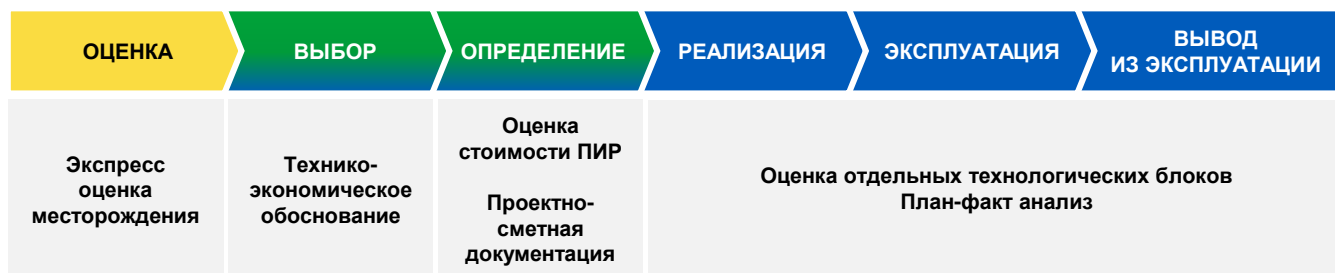 ОЦЕНКА
ВЫБОР
ОПРЕДЕЛЕНИЕ
РЕАЛИЗАЦИЯ
ЭКСПЛУАТАЦИЯ
ВЫВОД
ИЗ ЭКСПЛУАТАЦИИ
Экспресс
оценка
месторождения
Технико-
экономическое
обоснование
Оценка
стоимости ПИР
Проектно-
сметная
документация
Оценка отдельных технологических блоков
План-факт анализ